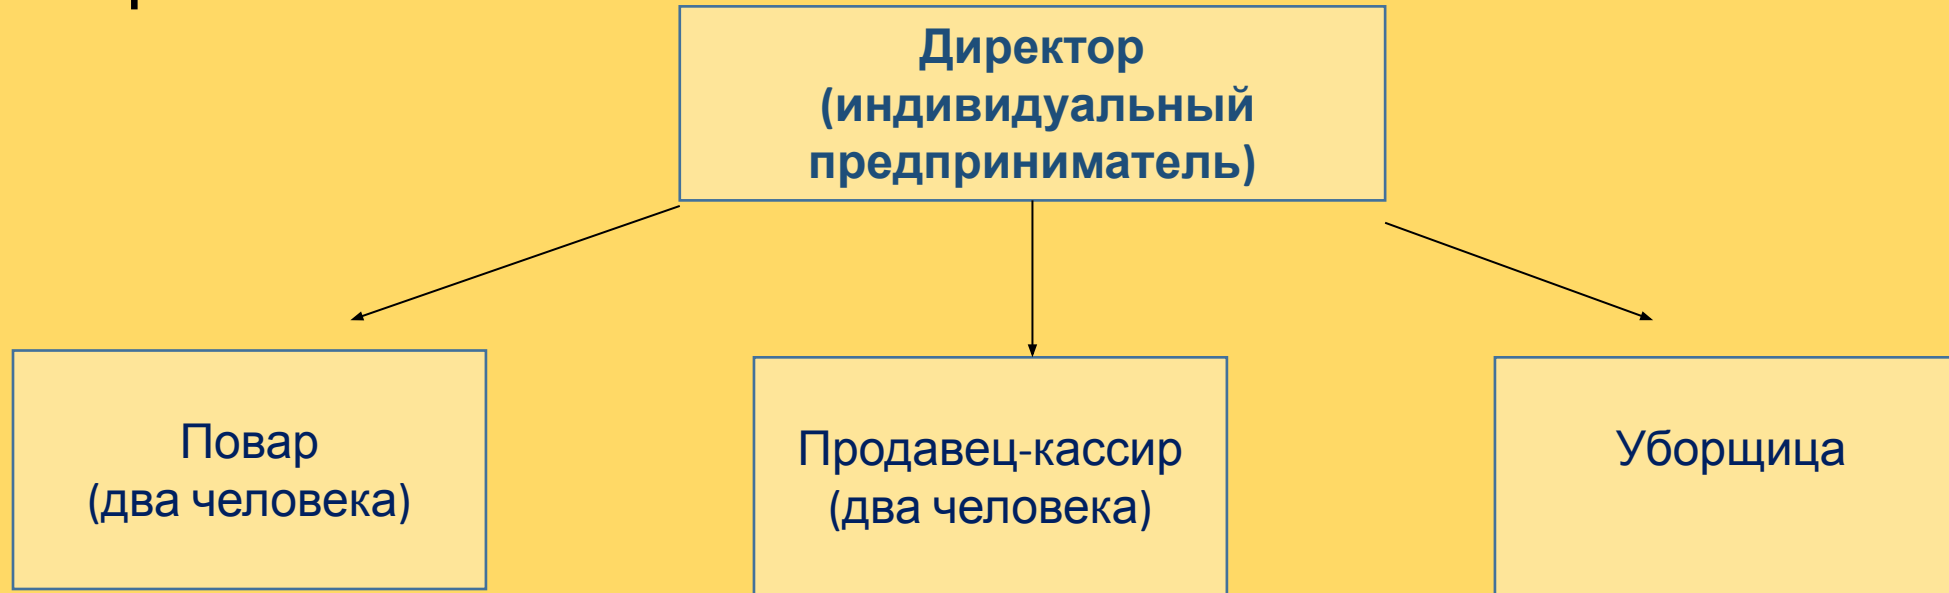 Директор
(индивидуальный
предприниматель)
Повар
(два человека)
Продавец-кассир
(два человека)
Уборщица